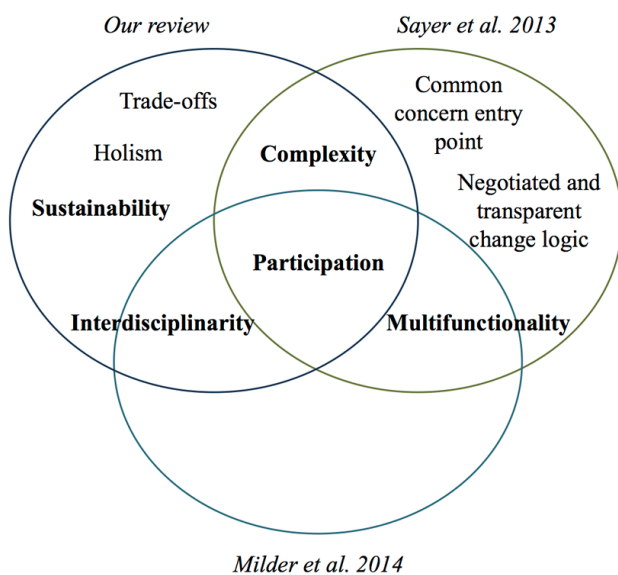 Our review
Sayer et al. 2013
Trade-offs
Holism
Sustainability
Complexity
Common
concern entry
point
Negotiated and
transparent
change logic
Participation
Interdisciplinarity
Multifunctionality
Milder et al. 2014